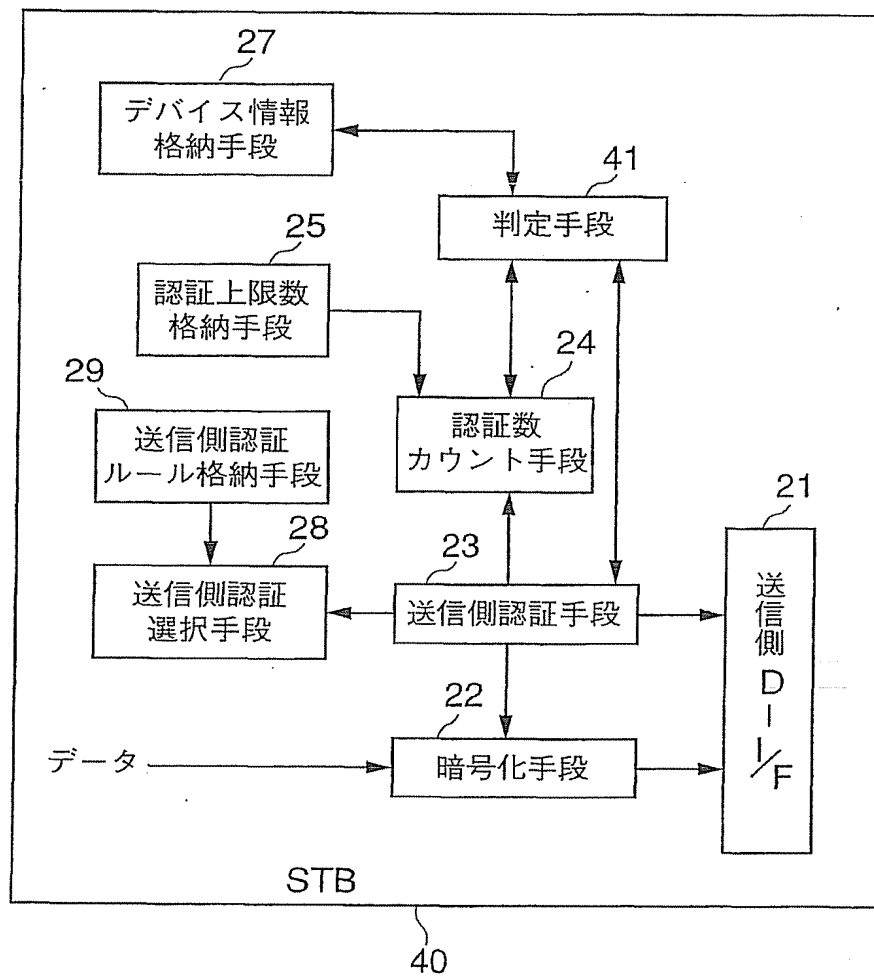 27
デバイス情報
格納手段
41
判定手段
25
認証上限数
格納手段
24
認証数
カウント手段
29
送信側認証
ルール格納手段
21
送信側D-I/F
28
送信側認証
選択手段
23
送信側認証手段
22
暗号化手段
データ
STB
40